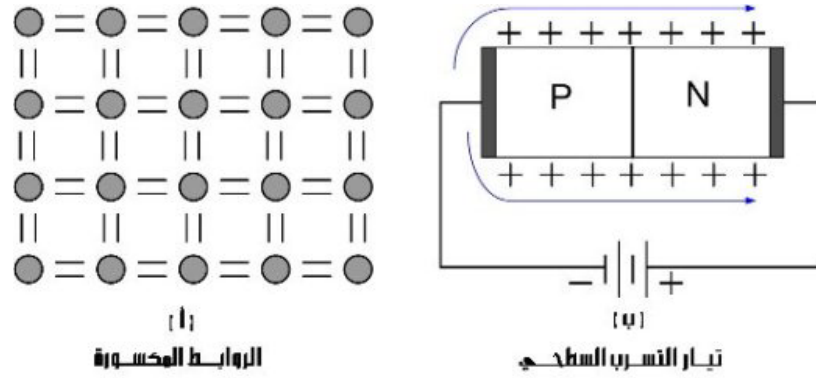 P N
(أ)
الروابط المكسورة
(ب)
تيار التسرب السطحي